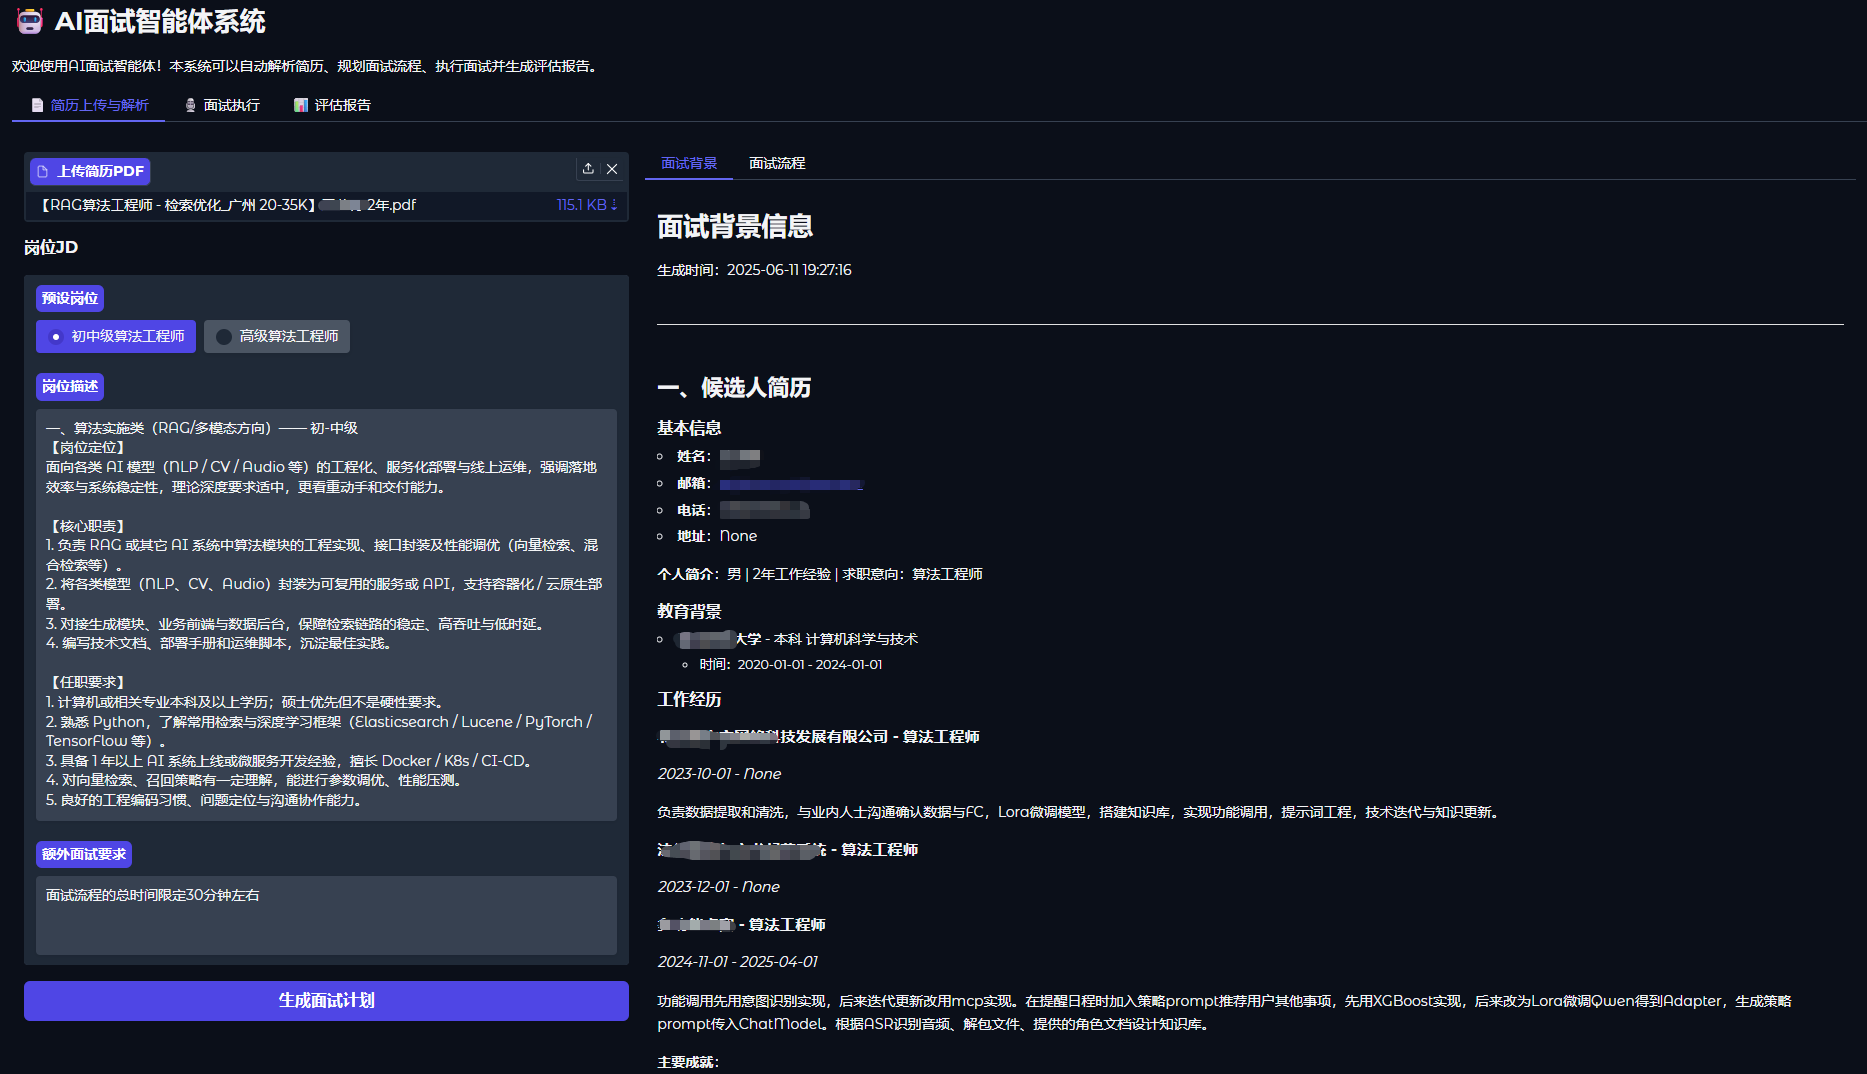 AI面试智能体系统
欢迎使用AI面试智能体！本系统可以自动解析简历、规划面试流程、执行面试并生成评估报告。
简历上传与解析
面试执行
评估报告
上传简历PDF
【RAG算法工程师 - 检索优化_广州 20-35K】 2年.pdf
115.1 KB ⇣
岗位JD
预设岗位
初中级算法工程师
高级算法工程师
岗位描述
一、算法实施类（RAG/多模态方向）—— 初-中级
【岗位定位】
面向各类 AI 模型（NLP / CV / Audio 等）的工程化、服务化部署与线上运维，强调落地
效率与系统稳定性，理论深度要求适中，更看重动手和交付能力。
【核心职责】
1. 负责 RAG 或其它 AI 系统中算法模块的工程实现、接口封装及性能调优（向量检索、混
合检索等）。
2. 将各类模型（NLP、CV、Audio）封装为可复用的服务或 API，支持容器化 / 云原生部
署。
3. 对接生成模块、业务前端与数据后台，保障检索链路的稳定、高吞吐与低时延。
4. 编写技术文档、部署手册和运维脚本，沉淀最佳实践。
【任职要求】
1. 计算机或相关专业本科及以上学历；硕士优先但不是硬性要求。
2. 熟悉 Python，了解常用检索与深度学习框架（Elasticsearch / Lucene / PyTorch /
TensorFlow 等）。
3. 具备 1 年以上 AI 系统上线或微服务开发经验，擅长 Docker / K8s / CI-CD。
4. 对向量检索、召回策略有一定理解，能进行参数调优、性能压测。
5. 良好的工程编码习惯、问题定位与沟通协作能力。
额外面试要求
面试流程的总时间限定30分钟左右
生成面试计划
面试背景
面试流程
面试背景信息
生成时间：2025-06-11 19:27:16
一、候选人简历
基本信息
姓名：
邮箱：
电话：
地址：None
个人简介：男 | 2年工作经验 | 求职意向：算法工程师
教育背景
大学 - 本科 计算机科学与技术
时间：2020-01-01 - 2024-01-01
工作经历
科技发展有限公司 - 算法工程师
2023-10-01 - None
负责数据提取和清洗，与业内人士沟通确认数据与FC，Lora微调模型，搭建知识库，实现功能调用，提示词工程，技术迭代与知识更新。
- 算法工程师
2023-12-01 - None
- 算法工程师
2024-11-01 - 2025-04-01
功能调用先用意图识别实现，后来迭代更新改用mcp实现。在提醒日程时加入策略prompt推荐用户其他事项，先用XGBoost实现，后来改为Lora微调Qwen得到Adapter，生成策略
prompt传入ChatModel。根据ASR识别音频、解包文件、提供的角色文档设计知识库。
主要成就：